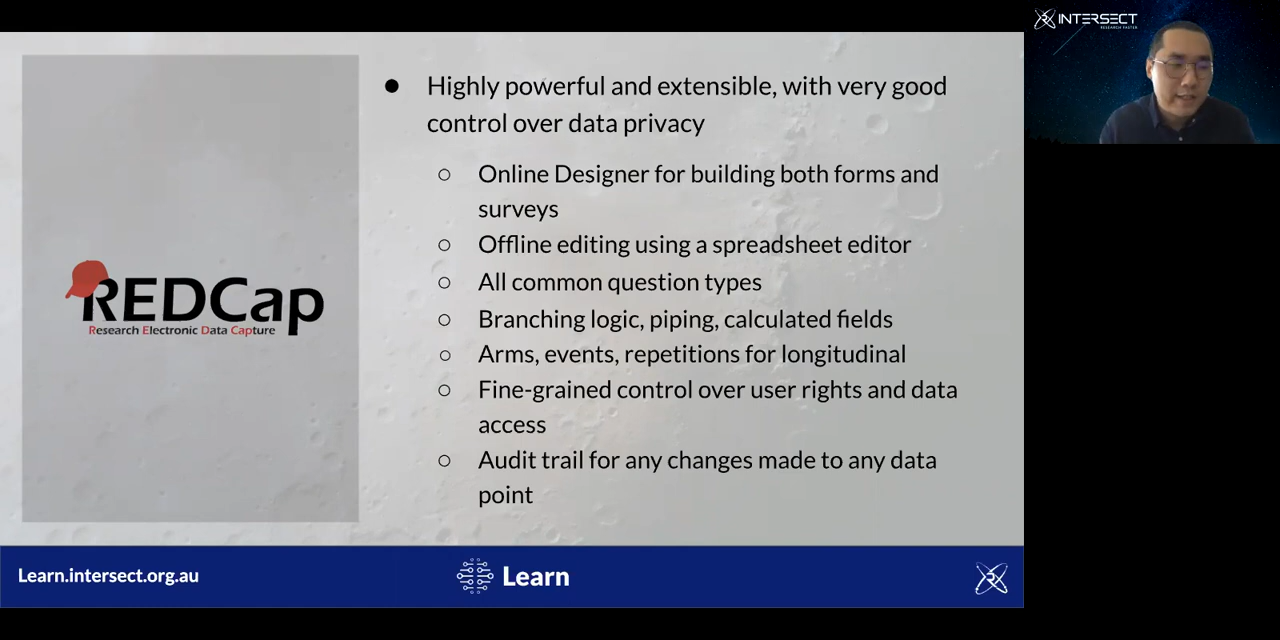 INTERSECT
RESEARCH FASTER
● Highly powerful and extensible, with very good
control over data privacy
○ Online Designer for building both forms and
surveys
○ Offline editing using a spreadsheet editor
○ All common question types
○ Branching logic, piping, calculated fields
○ Arms, events, repetitions for longitudinal
○ Fine-grained control over user rights and data
access
○ Audit trail for any changes made to any data
point
REDCap
Research Electronic Data Capture
Learn.intersect.org.au
Learn